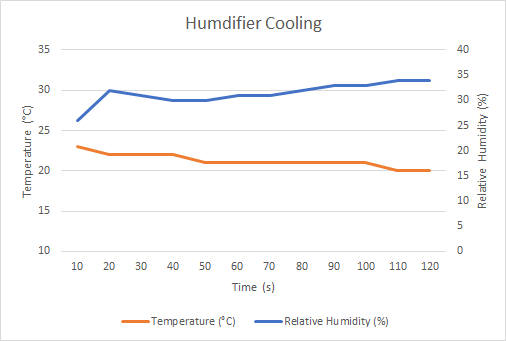 Humdifier Cooling
35
30
25
20
15
10
Temperature (°C)
40
35
30
25
20
15
10
5
0
Relative Humidity (%)
10 20 30 40 50 60 70 80 90 100 110 120
Time (s)
Temperature (°C) Relative Humidity (%)